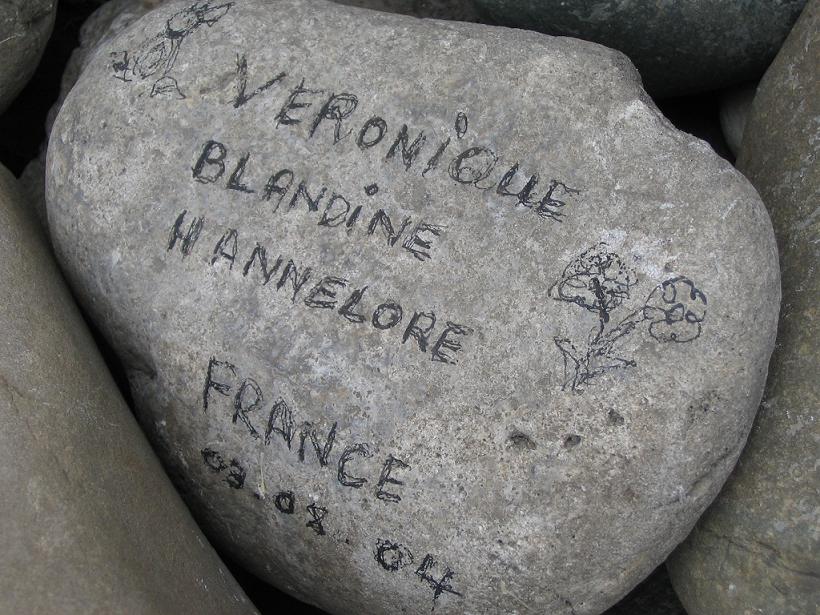 VERONIQUE
BLANDINE
HANNELORE
FRANCE
03.08.04